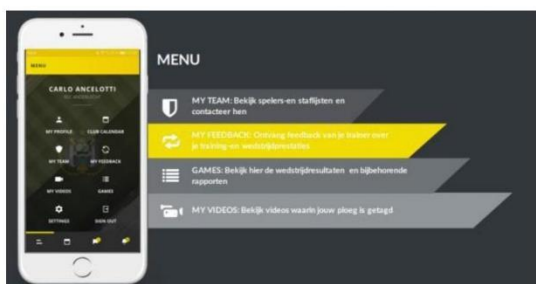 MENU
CARLO ANCELOTTI
MY PROFILE
CLUB CALENDAR
MY TEAM
MY FEEDBACK
MY VIDEOS
GAMES
SETTINGS
SIGN OUT
MENU
MY TEAM: Bekijk spelers-en staflijsten en
contacteer hen
MY FEEDBACK: Ontvang feedback van je trainer over
je training-en wedstrijdprestaties
GAMES: Bekijk hier de wedstrijdresultaten en bijbehorende
rapporten
MY VIDEOS: Bekijk videos waarin jouw ploeg is getagd